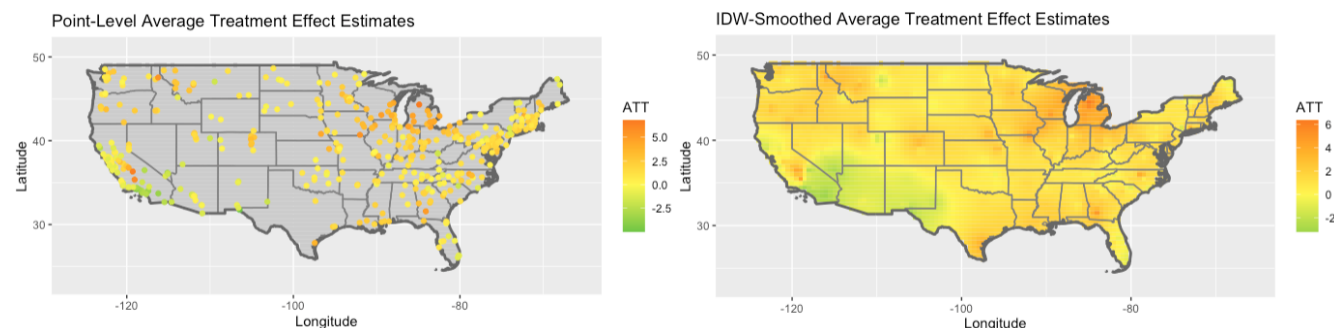 Point-Level Average Treatment Effect Estimates
50
40
30
Latitude
-120
-100
-80
Longitude
ATT
5.0
2.5
0.0
-2.5
IDW-Smoothed Average Treatment Effect Estimates
50
40
30
Latitude
-120
-100
-80
Longitude
ATT
6
4
2
0
-2